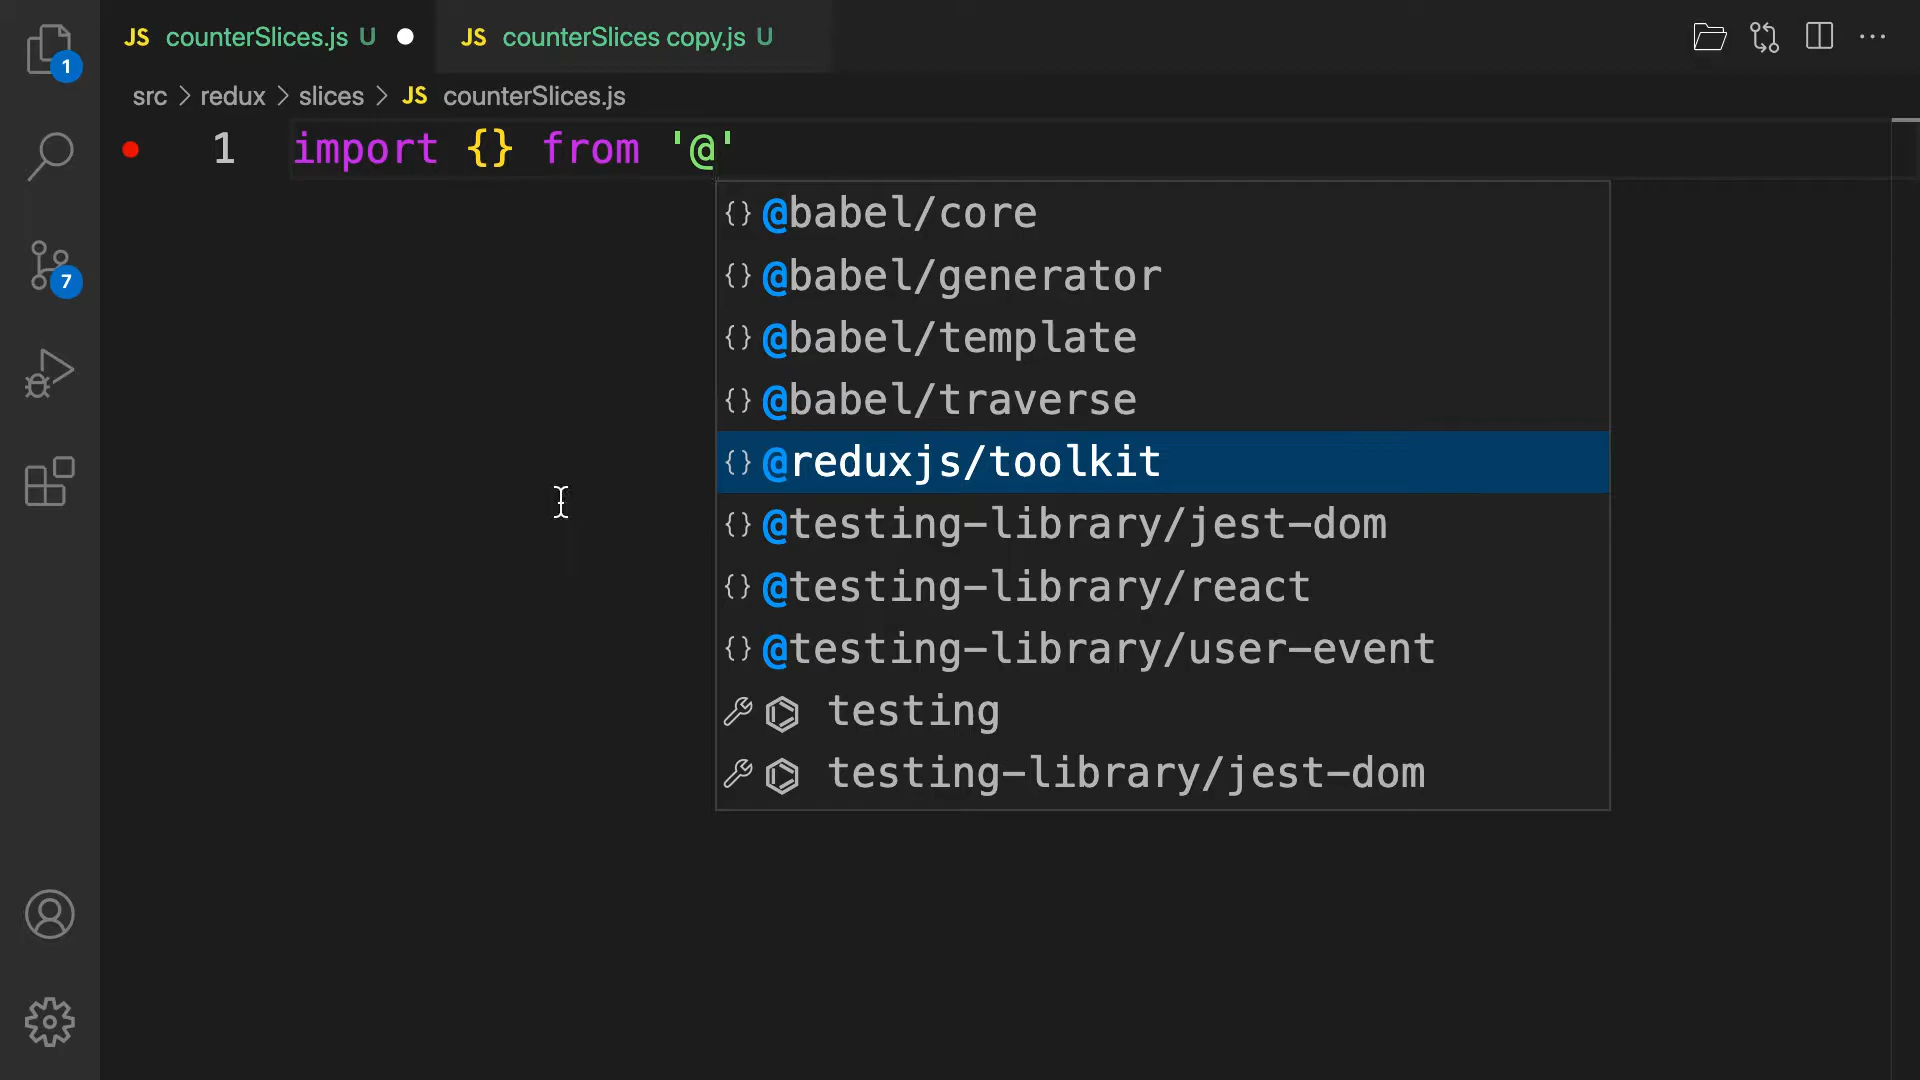 JS counterSlices.js U
JS counterSlices copy.js U
1
src > redux > slices > JS counterSlices.js
1 import {} from '@'
{} @babel/core
{} @babel/generator
{} @babel/template
{} @babel/traverse
{} @reduxjs/toolkit
{} @testing-library/jest-dom
{} @testing-library/react
{} @testing-library/user-event
testing
testing-library/jest-dom
7